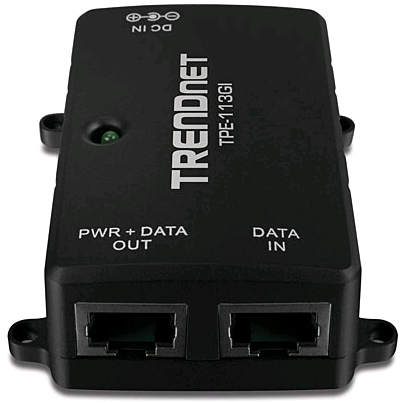 DC IN
TRENDNET
TPE-113GI
PWR + DATA
OUT
DATA
IN